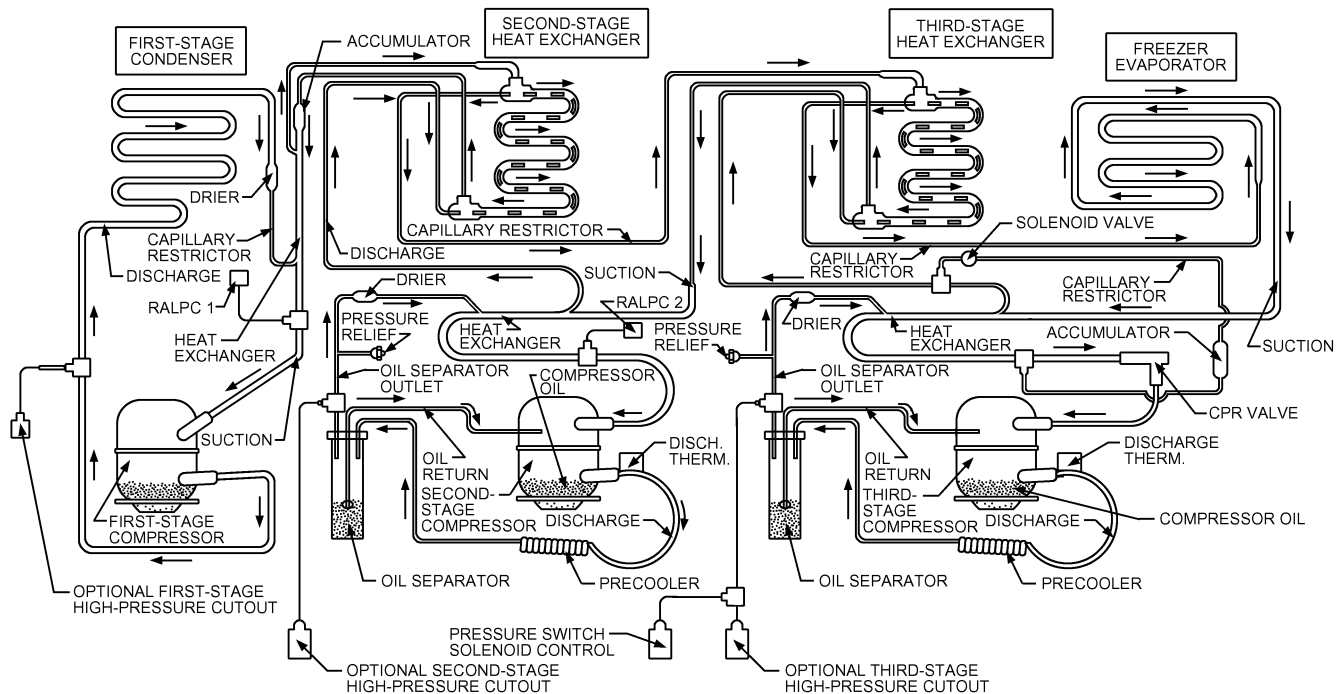 FIRST-STAGE
CONDENSER
ACCUMULATOR
SECOND-STAGE
HEAT EXCHANGER
THIRD-STAGE
HEAT EXCHANGER
FREEZER
EVAPORATOR
DRIER
CAPILLARY
RESTRICTOR
DISCHARGE
RALPC 1
HEAT
EXCHANGER
SUCTION
FIRST-STAGE
COMPRESSOR
OPTIONAL FIRST-STAGE
HIGH-PRESSURE CUTOUT
CAPILLARY RESTRICTOR
DISCHARGE
DRIER
SUCTION
RALPC 2
PRESSURE
RELIEF
HEAT
EXCHANGER
OIL SEPARATOR
OUTLET
COMPRESSOR
OIL
OIL
RETURN
DISCH.
THERM.
SECOND-
STAGE
COMPRESSOR
DISCHARGE
OIL SEPARATOR
PRECOOLER
OPTIONAL SECOND-STAGE
HIGH-PRESSURE CUTOUT
PRESSURE SWITCH
SOLENOID CONTROL
SOLENOID VALVE
CAPILLARY
RESTRICTOR
CAPILLARY
RESTRICTOR
DRIER
PRESSURE
RELIEF
HEAT
EXCHANGER
ACCUMULATOR
SUCTION
OIL SEPARATOR
OUTLET
CPR VALVE
OIL
RETURN
DISCHARGE
THERM.
THIRD-
STAGE
COMPRESSOR
DISCHARGE
COMPRESSOR OIL
OIL SEPARATOR
PRECOOLER
OPTIONAL THIRD-STAGE
HIGH-PRESSURE CUTOUT